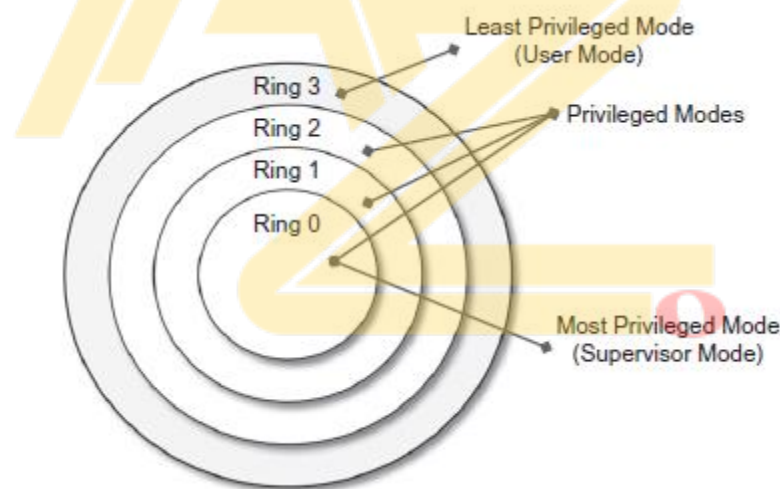 Least Privileged Mode
(User Mode)
Ring 3
Ring 2
Privileged Modes
Ring 1
Ring 0
Most Privileged Mode
(Supervisor Mode)